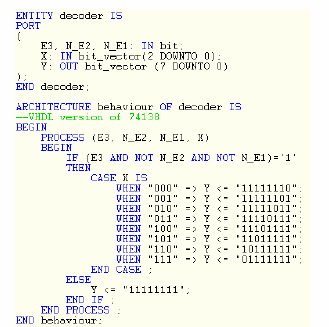 ENTITY decoder IS
PORT
(
E3, N_E2, N_E1: IN bit;
X: IN bit_vector(2 DOWNTO 0);
Y: OUT bit_vector (7 DOWNTO 0)
);
END decoder;
ARCHITECTURE behaviour OF decoder IS
--VHDL version of 74138
BEGIN
PROCESS (E3, N_E2, N_E1, X)
BEGIN
IF (E3 AND NOT N_E2 AND NOT N_E1)='1'
THEN
CASE X IS
WHEN "000" => Y <= "11111110";
WHEN "001" => Y <= "11111101";
WHEN "010" => Y <= "11111011";
WHEN "011" => Y <= "11110111";
WHEN "100" => Y <= "11101111";
WHEN "101" => Y <= "11011111";
WHEN "110" => Y <= "10111111";
WHEN "111" => Y <= "01111111";
END CASE ;
ELSE
Y <= "11111111";
END IF ;
END PROCESS ;
END behaviour;